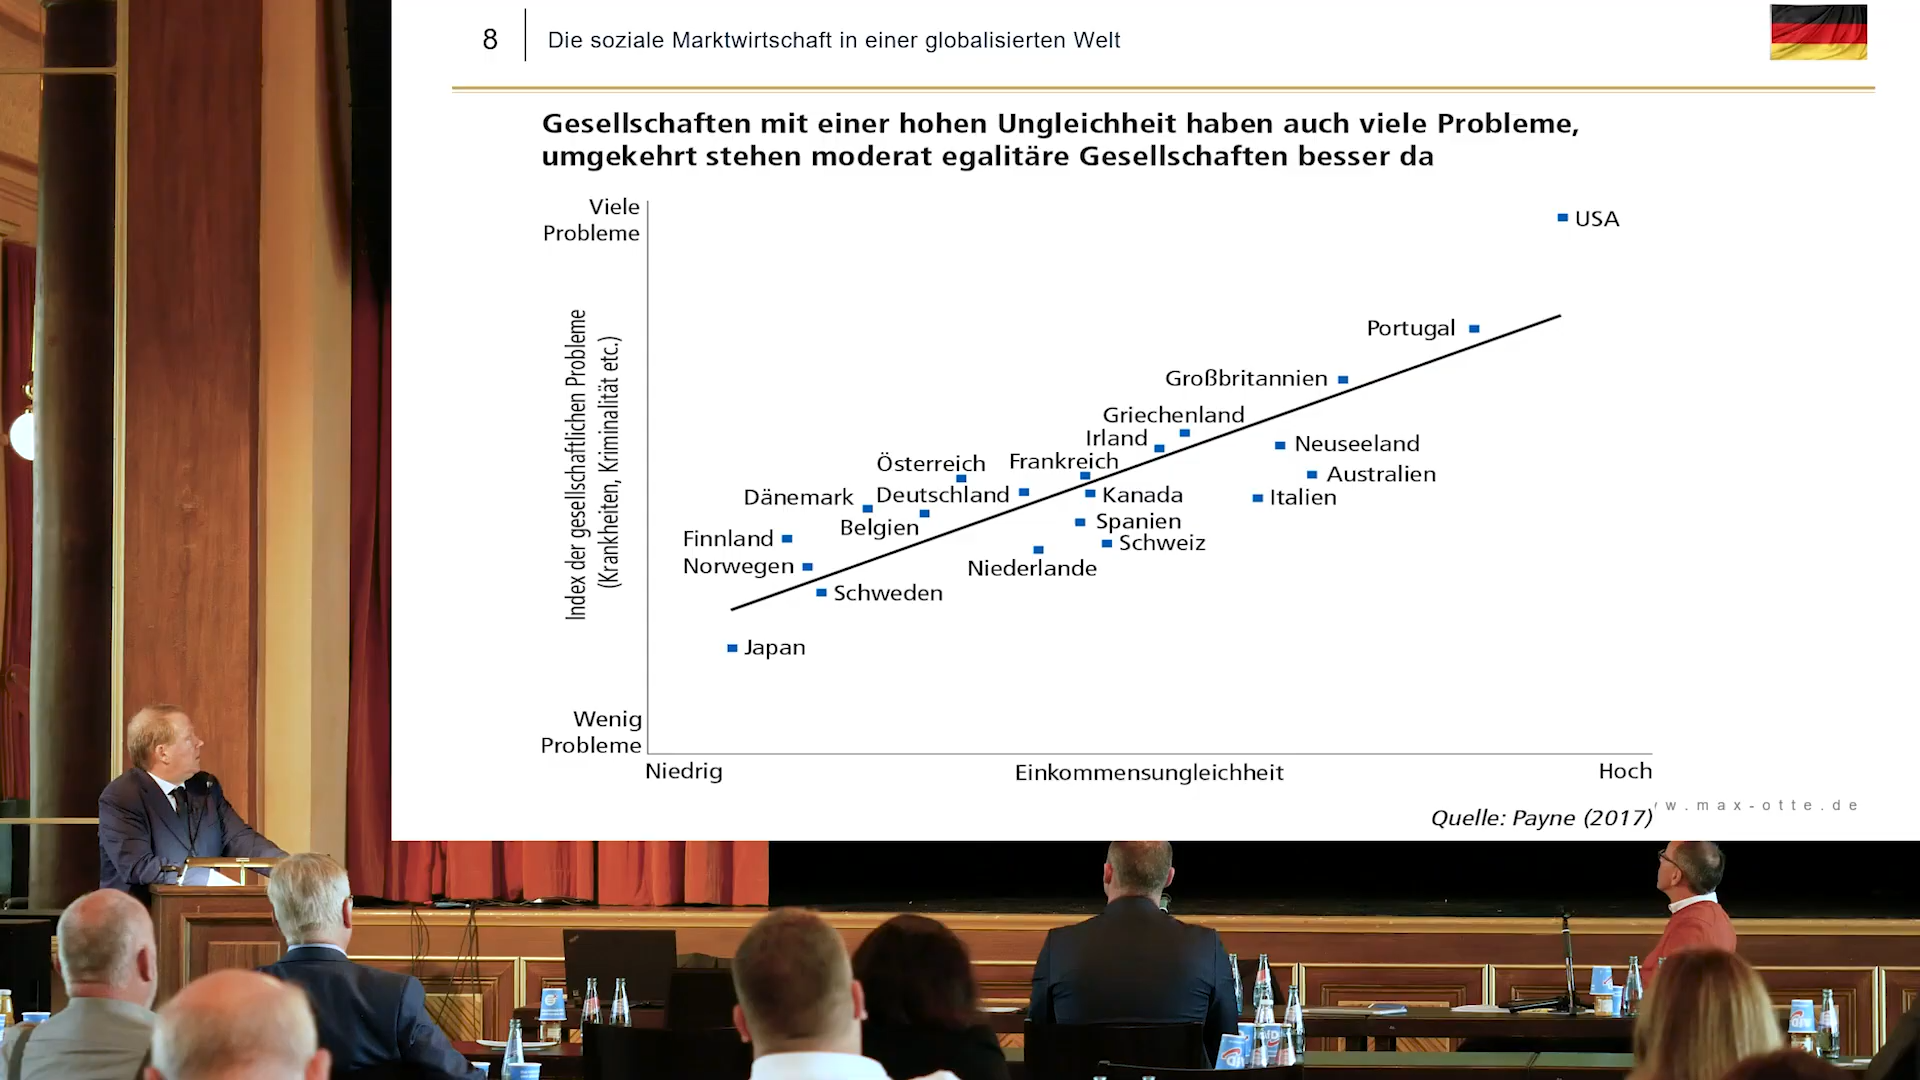 8
Die soziale Marktwirtschaft in einer globalisierten Welt
Gesellschaften mit einer hohen Ungleichheit haben auch viele Probleme,
umgekehrt stehen moderat egalitäre Gesellschaften besser da
Viele
Probleme
Index der gesellschaftlichen Probleme
(Krankheiten, Kriminalität etc.)
USA
Portugal
Großbritannien
Griechenland
Irland
Neuseeland
Österreich
Frankreich
Australien
Dänemark
Deutschland
Kanada
Italien
Belgien
Spanien
Finnland
Schweiz
Norwegen
Niederlande
Schweden
Japan
Wenig
Probleme
Niedrig
Einkommensungleichheit
Hoch
w.max-otte.de
Quelle: Payne (2017)